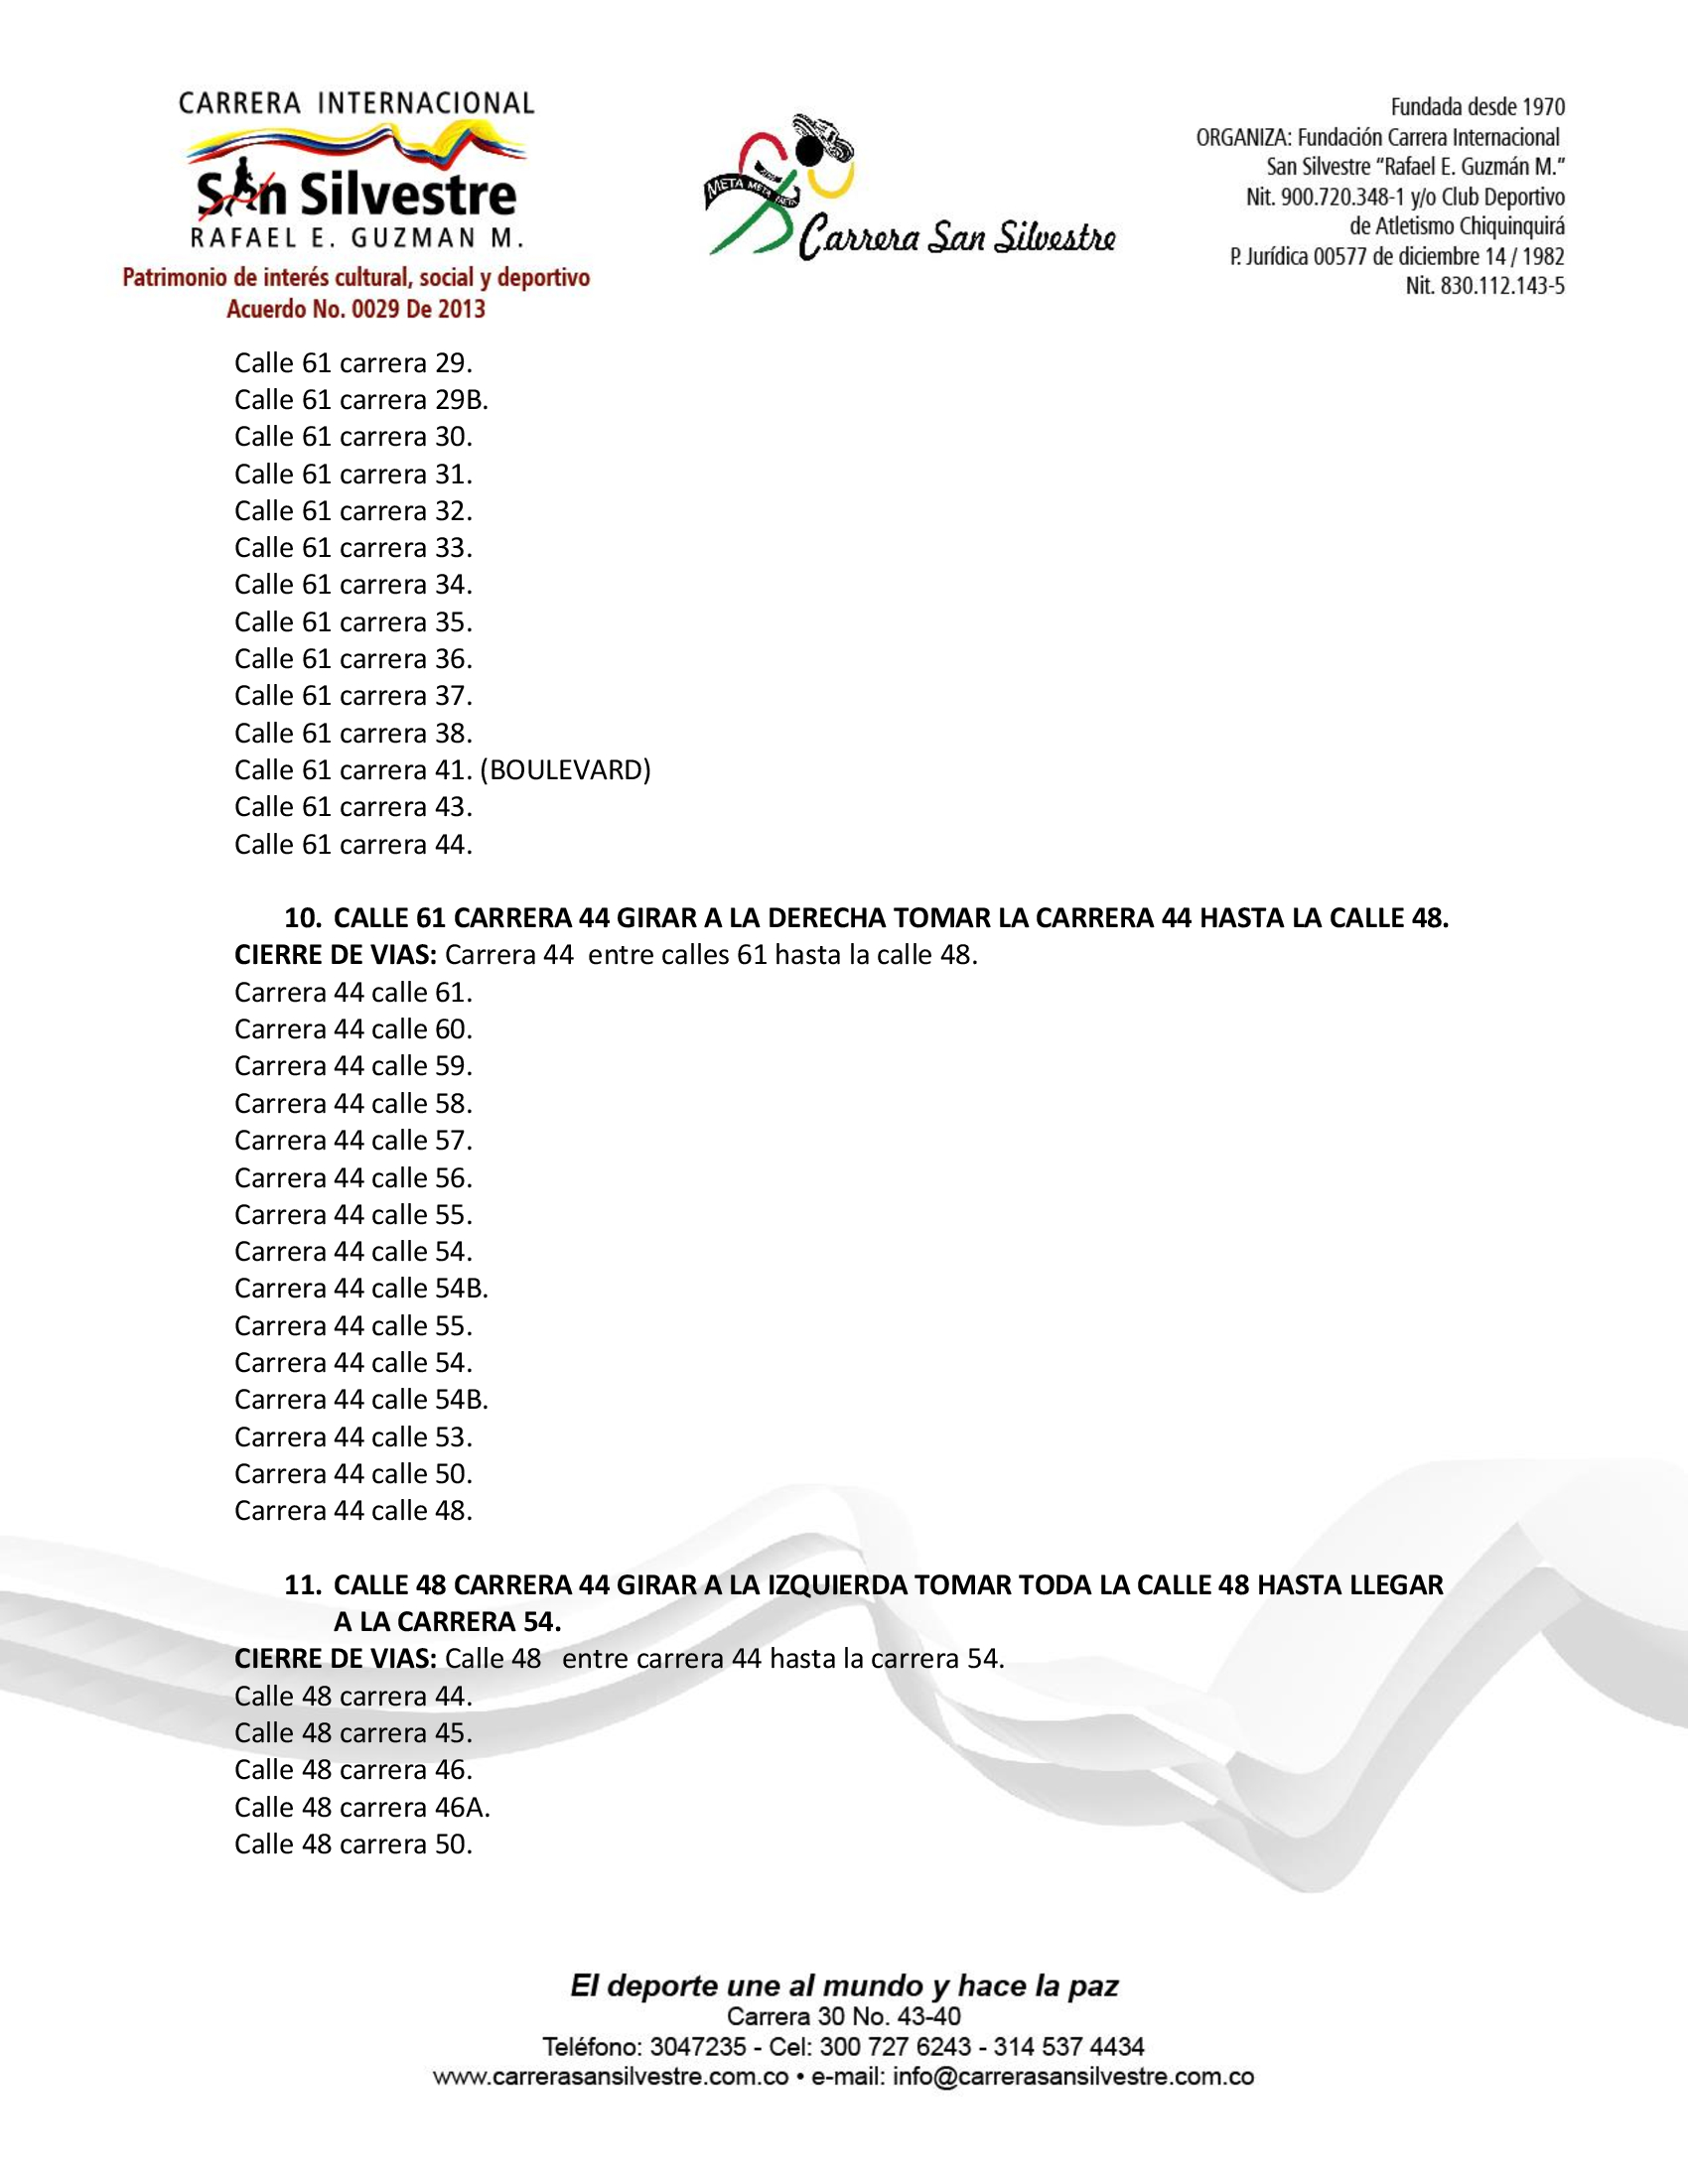 CARRERA INTERNACIONAL
San Silvestre
RAFAEL E. GUZMAN M.
Patrimonio de interés cultural, social y deportivo
Acuerdo No. 0029 De 2013
META META META
Carrera San Silvestre
Fundada desde 1970
ORGANIZA: Fundación Carrera Internacional
San Silvestre “Rafael E. Guzmán M.“
Nit. 900.720.348-1 y/o Club Deportivo
de Atletismo Chiquinquirá
P. Jurídica 00577 de diciembre 14 / 1982
Nit. 830.112.143-5
Calle 61 carrera 29.
Calle 61 carrera 29B.
Calle 61 carrera 30.
Calle 61 carrera 31.
Calle 61 carrera 32.
Calle 61 carrera 33.
Calle 61 carrera 34.
Calle 61 carrera 35.
Calle 61 carrera 36.
Calle 61 carrera 37.
Calle 61 carrera 38.
Calle 61 carrera 41. (BOULEVARD)
Calle 61 carrera 43.
Calle 61 carrera 44.
10. CALLE 61 CARRERA 44 GIRAR A LA DERECHA TOMAR LA CARRERA 44 HASTA LA CALLE 48.
CIERRE DE VIAS: Carrera 44 entre calles 61 hasta la calle 48.
Carrera 44 calle 61.
Carrera 44 calle 60.
Carrera 44 calle 59.
Carrera 44 calle 58.
Carrera 44 calle 57.
Carrera 44 calle 56.
Carrera 44 calle 55.
Carrera 44 calle 54.
Carrera 44 calle 54B.
Carrera 44 calle 55.
Carrera 44 calle 54.
Carrera 44 calle 54B.
Carrera 44 calle 53.
Carrera 44 calle 50.
Carrera 44 calle 48.
11. CALLE 48 CARRERA 44 GIRAR A LA IZQUIERDA TOMAR TODA LA CALLE 48 HASTA LLEGAR
A LA CARRERA 54.
CIERRE DE VIAS: Calle 48 entre carrera 44 hasta la carrera 54.
Calle 48 carrera 44.
Calle 48 carrera 45.
Calle 48 carrera 46.
Calle 48 carrera 46A.
Calle 48 carrera 50.
El deporte une al mundo y hace la paz
Carrera 30 No. 43-40
Teléfono: 3047235 - Cel: 300 727 6243 - 314 537 4434
www.carrerasansilvestre.com.co • e-mail: info@carrerasansilvestre.com.co